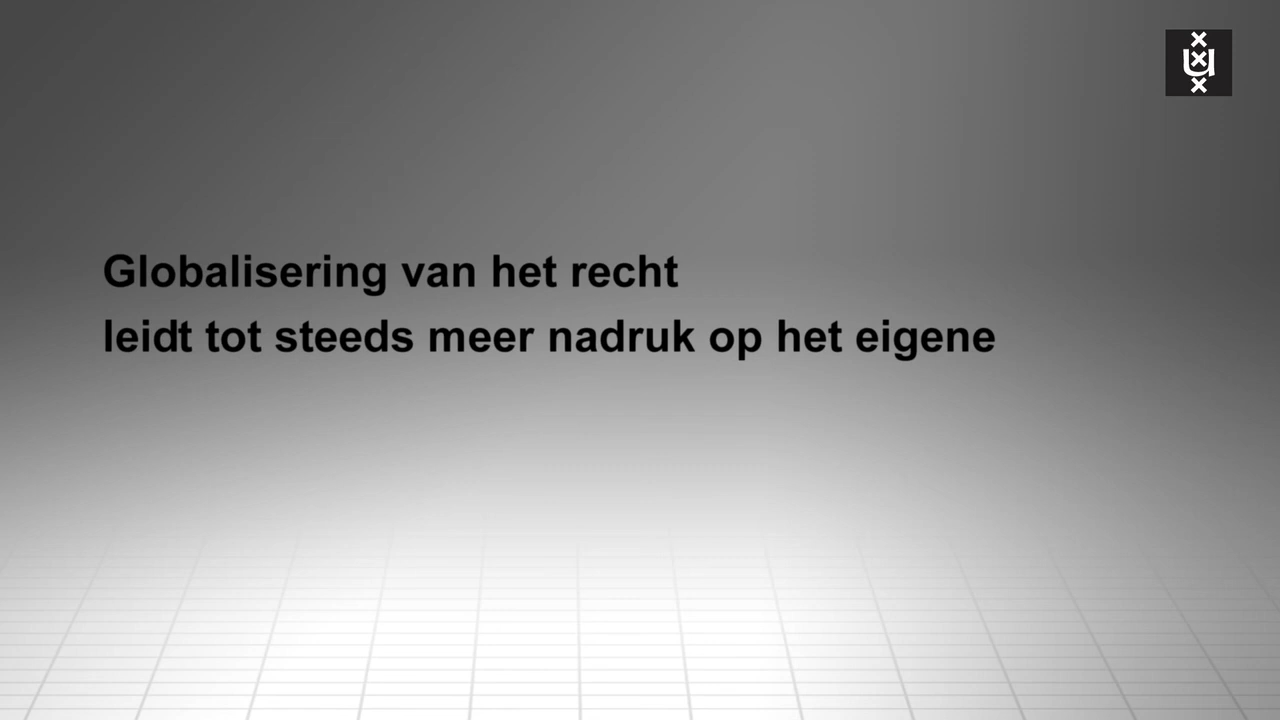 Globalisering van het recht
leidt tot steeds meer nadruk op het eigene